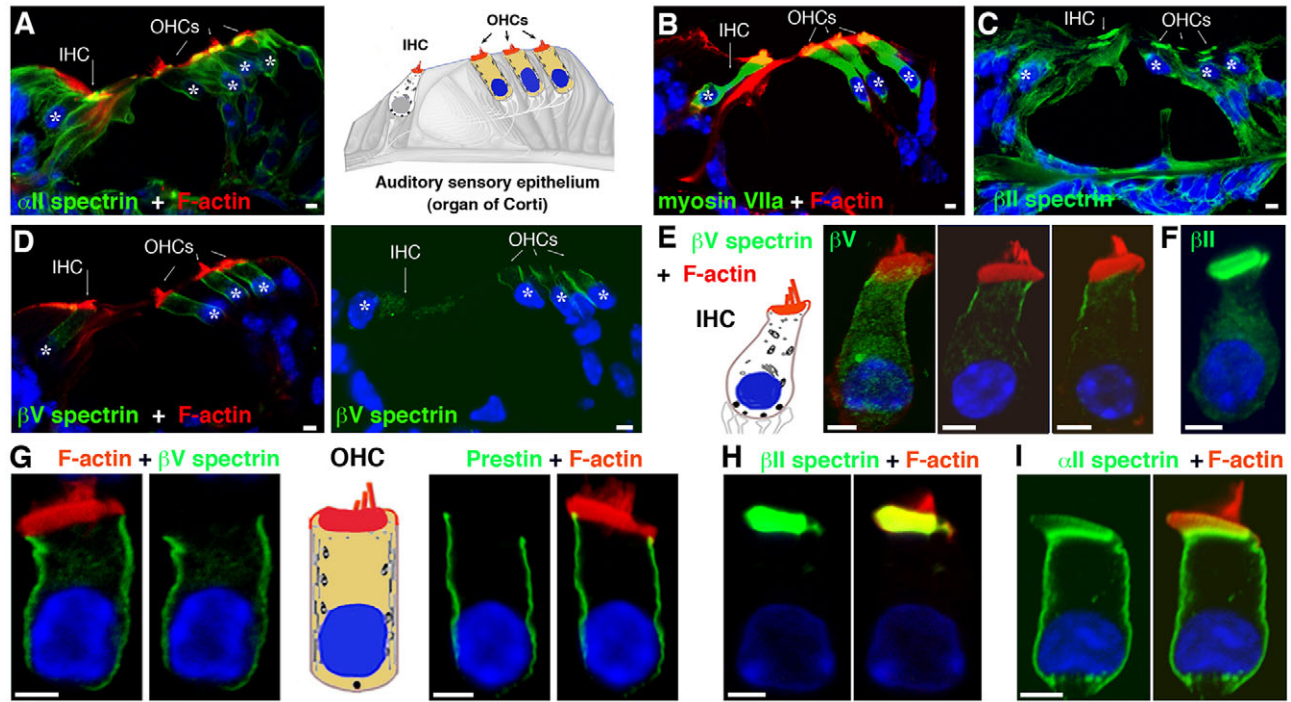 A
OHCs
IHC
αII spectrin + F-actin
OHCs
IHC
Auditory sensory epithelium
(organ of Corti)
B
OHCs
IHC
myosin VIIa + F-actin
C
IHC
OHCs
βII spectrin
D
OHCs
IHC
βV spectrin + F-actin
OHCs
IHC
βV spectrin
E
βV spectrin
+ F-actin
IHC
βV
F
βII
G
F-actin + βV spectrin
OHC
Prestin + F-actin
H
βII spectrin + F-actin
I
αII spectrin + F-actin